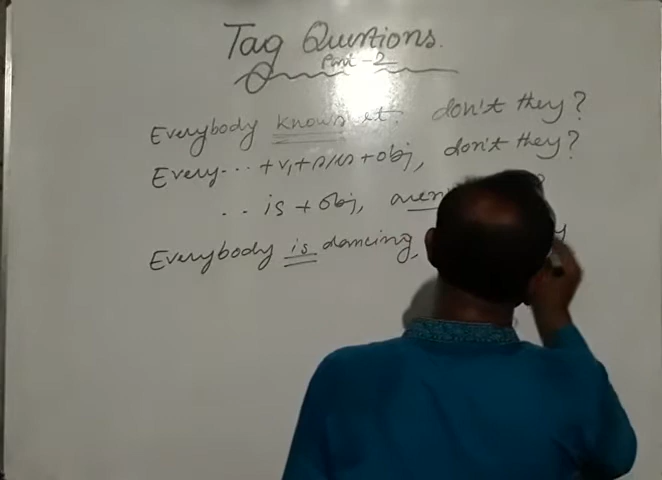 Tag Questions.
Part-2
Everybody knows it. don't they?
Every... + v₁ + s/es + obj, don't they?
.. is + obj, aren
Everybody is dancing,